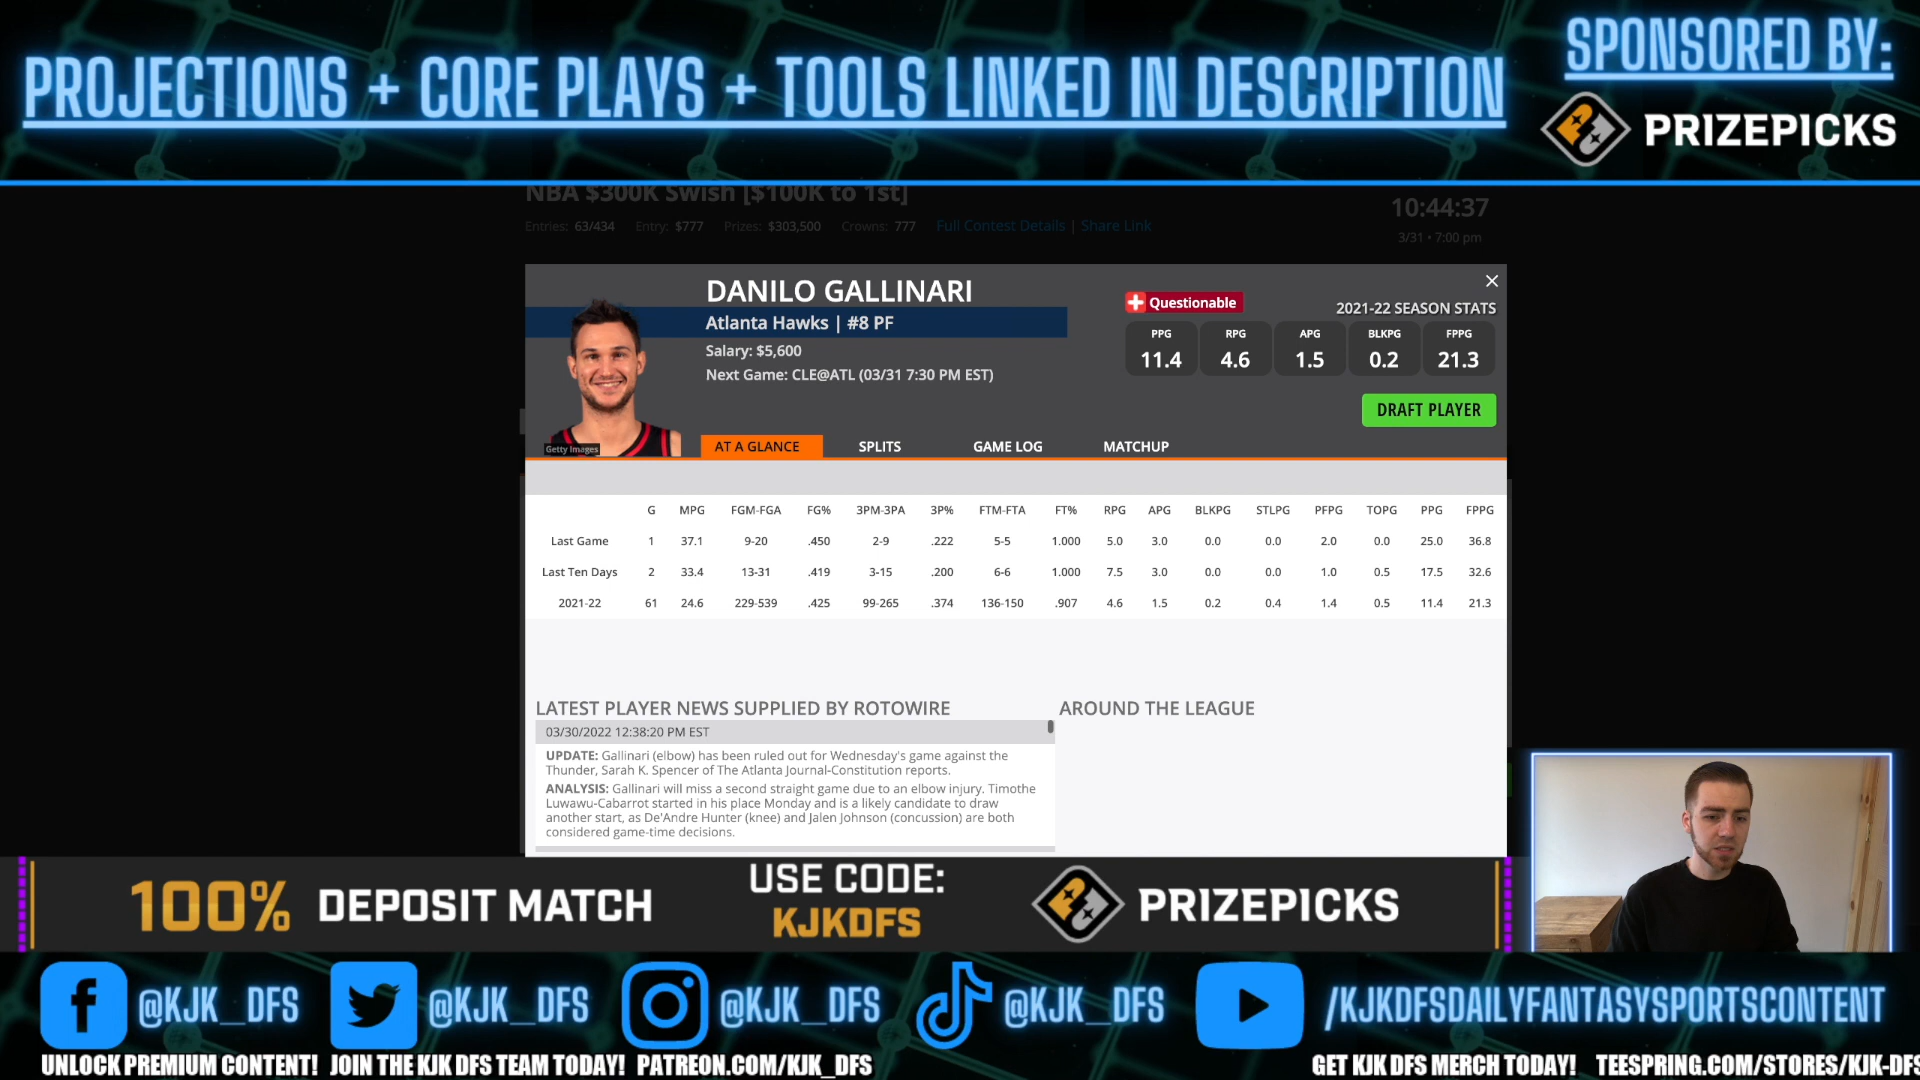 PROJECTIONS + CORE PLAYS + TOOLS LINKED IN DESCRIPTION
SPONSORED BY:
PRIZEPICKS
NBA $300K Swish [$100K to 1st]
Entries: 63/434 Entry: $777 Prizes: $303,500 Crowns: 777 Full Contest Details | Share Link
10:44:37
3/31 • 7:00 pm
DANILO GALLINARI
Atlanta Hawks | #8 PF
Salary: $5,600
Next Game: CLE@ATL (03/31 7:30 PM EST)
Getty Images
Questionable
2021-22 SEASON STATS
PPG RPG APG BLKPG FPPG
11.4 4.6 1.5 0.2 21.3
DRAFT PLAYER
AT A GLANCE SPLITS GAME LOG MATCHUP
G MPG FGM-FGA FG% 3PM-3PA 3P% FTM-FTA FT% RPG APG BLKPG STLPG PFPG TOPG PPG FPPG
Last Game 1 37.1 9-20 .450 2-9 .222 5-5 1.000 5.0 3.0 0.0 0.0 2.0 0.0 25.0 36.8
Last Ten Days 2 33.4 13-31 .419 3-15 .200 6-6 1.000 7.5 3.0 0.0 0.0 1.0 0.5 17.5 32.6
2021-22 61 24.6 229-539 .425 99-265 .374 136-150 .907 4.6 1.5 0.2 0.4 1.4 0.5 11.4 21.3
LATEST PLAYER NEWS SUPPLIED BY ROTOWIRE
03/30/2022 12:38:20 PM EST
UPDATE: Gallinari (elbow) has been ruled out for Wednesday's game against the
Thunder, Sarah K. Spencer of The Atlanta Journal-Constitution reports.
ANALYSIS: Gallinari will miss a second straight game due to an elbow injury. Timothe
Luwawu-Cabarrot started in his place Monday and is a likely candidate to draw
another start, as De'Andre Hunter (knee) and Jalen Johnson (concussion) are both
considered game-time decisions.
AROUND THE LEAGUE
100% DEPOSIT MATCH
USE CODE:
KJKDFS
PRIZEPICKS
@KJK_DFS @KJK_DFS @KJK_DFS @KJK_DFS /KJKDFSDAILYFANTASYSPORTSCONTENT
UNLOCK PREMIUM CONTENT! JOIN THE KJK DFS TEAM TODAY! PATREON.COM/KJK_DFS
GET KJK DFS MERCH TODAY! TEESPRING.COM/STORES/KJK-DFS